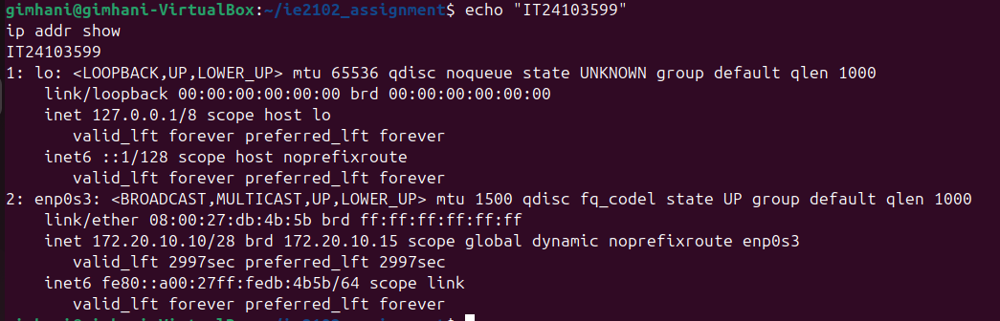 gimhani@gimhani-VirtualBox:~/ie2102_assignment$ echo "IT24103599"
ip addr show
IT24103599
1: lo: <LOOPBACK,UP,LOWER_UP> mtu 65536 qdisc noqueue state UNKNOWN group default qlen 1000
    link/loopback 00:00:00:00:00:00 brd 00:00:00:00:00:00
    inet 127.0.0.1/8 scope host lo
       valid_lft forever preferred_lft forever
    inet6 ::1/128 scope host noprefixroute
       valid_lft forever preferred_lft forever
2: enp0s3: <BROADCAST,MULTICAST,UP,LOWER_UP> mtu 1500 qdisc fq_codel state UP group default qlen 1000
    link/ether 08:00:27:db:4b:5b brd ff:ff:ff:ff:ff:ff
    inet 172.20.10.10/28 brd 172.20.10.15 scope global dynamic noprefixroute enp0s3
       valid_lft 2997sec preferred_lft 2997sec
    inet6 fe80::a00:27ff:fedb:4b5b/64 scope link
       valid_lft forever preferred_lft forever
gimhani@gimhani-VirtualBox:~/ie2102_assignment$